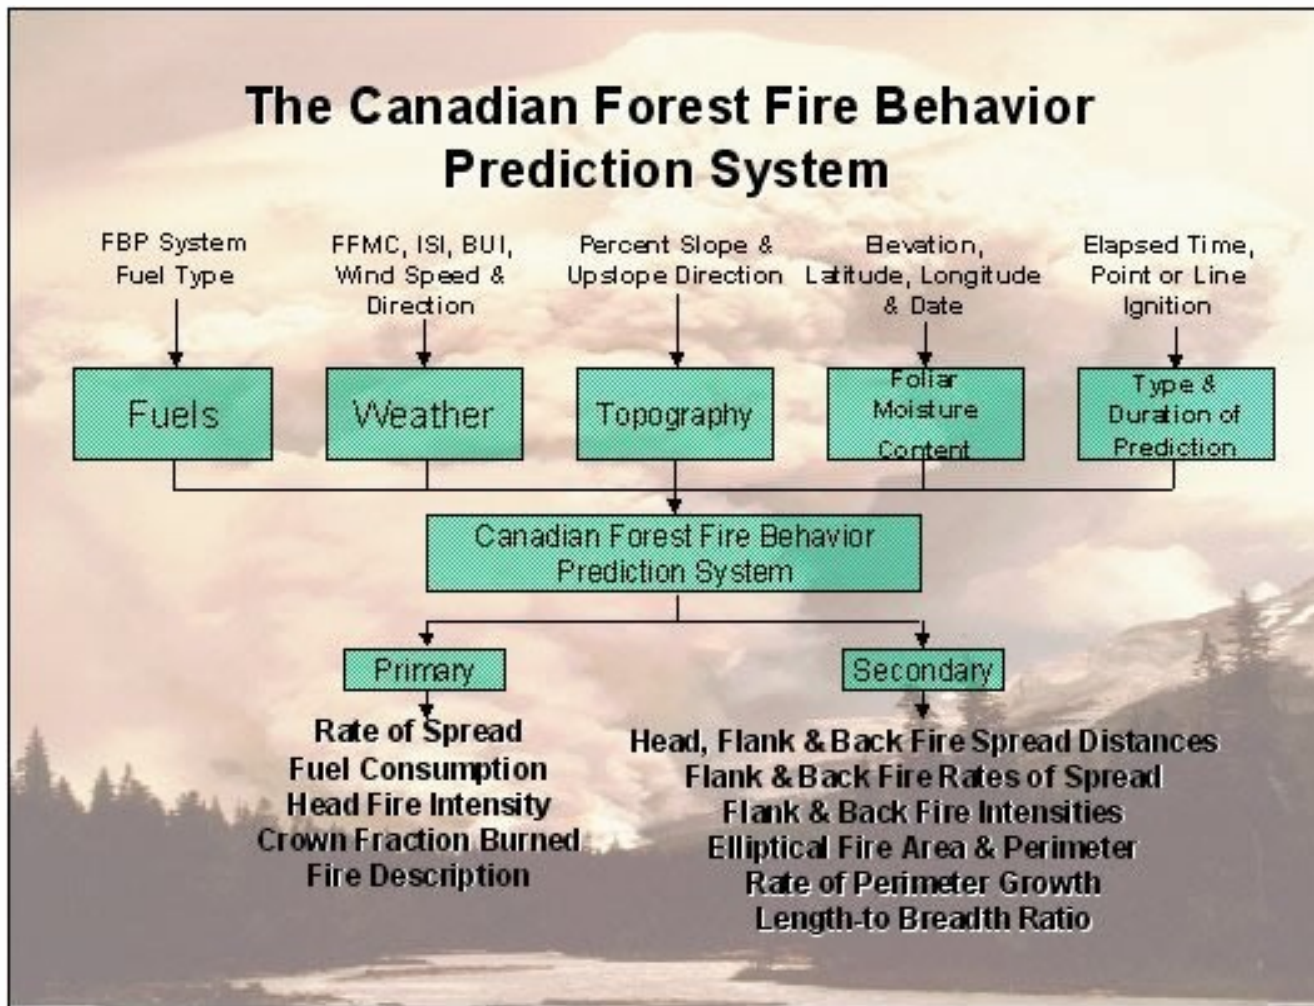 The Canadian Forest Fire Behavior
Prediction System
FBP System
Fuel Type
FFMC, ISI, BUI,
Wind Speed &
Direction
Percent Slope &
Upslope Direction
Elevation,
Latitude, Longitude
& Date
Elapsed Time,
Point or Line
Ignition
Fuels
Weather
Topography
Foliar
Moisture
Content
Type &
Duration of
Prediction
Canadian Forest Fire Behavior
Prediction System
Primary
Secondary
Rate of Spread
Fuel Consumption
Head Fire Intensity
Crown Fraction Burned
Fire Description
Head, Flank & Back Fire Spread Distances
Flank & Back Fire Rates of Spread
Flank & Back Fire Intensities
Elliptical Fire Area & Perimeter
Rate of Perimeter Growth
Length-to Breadth Ratio